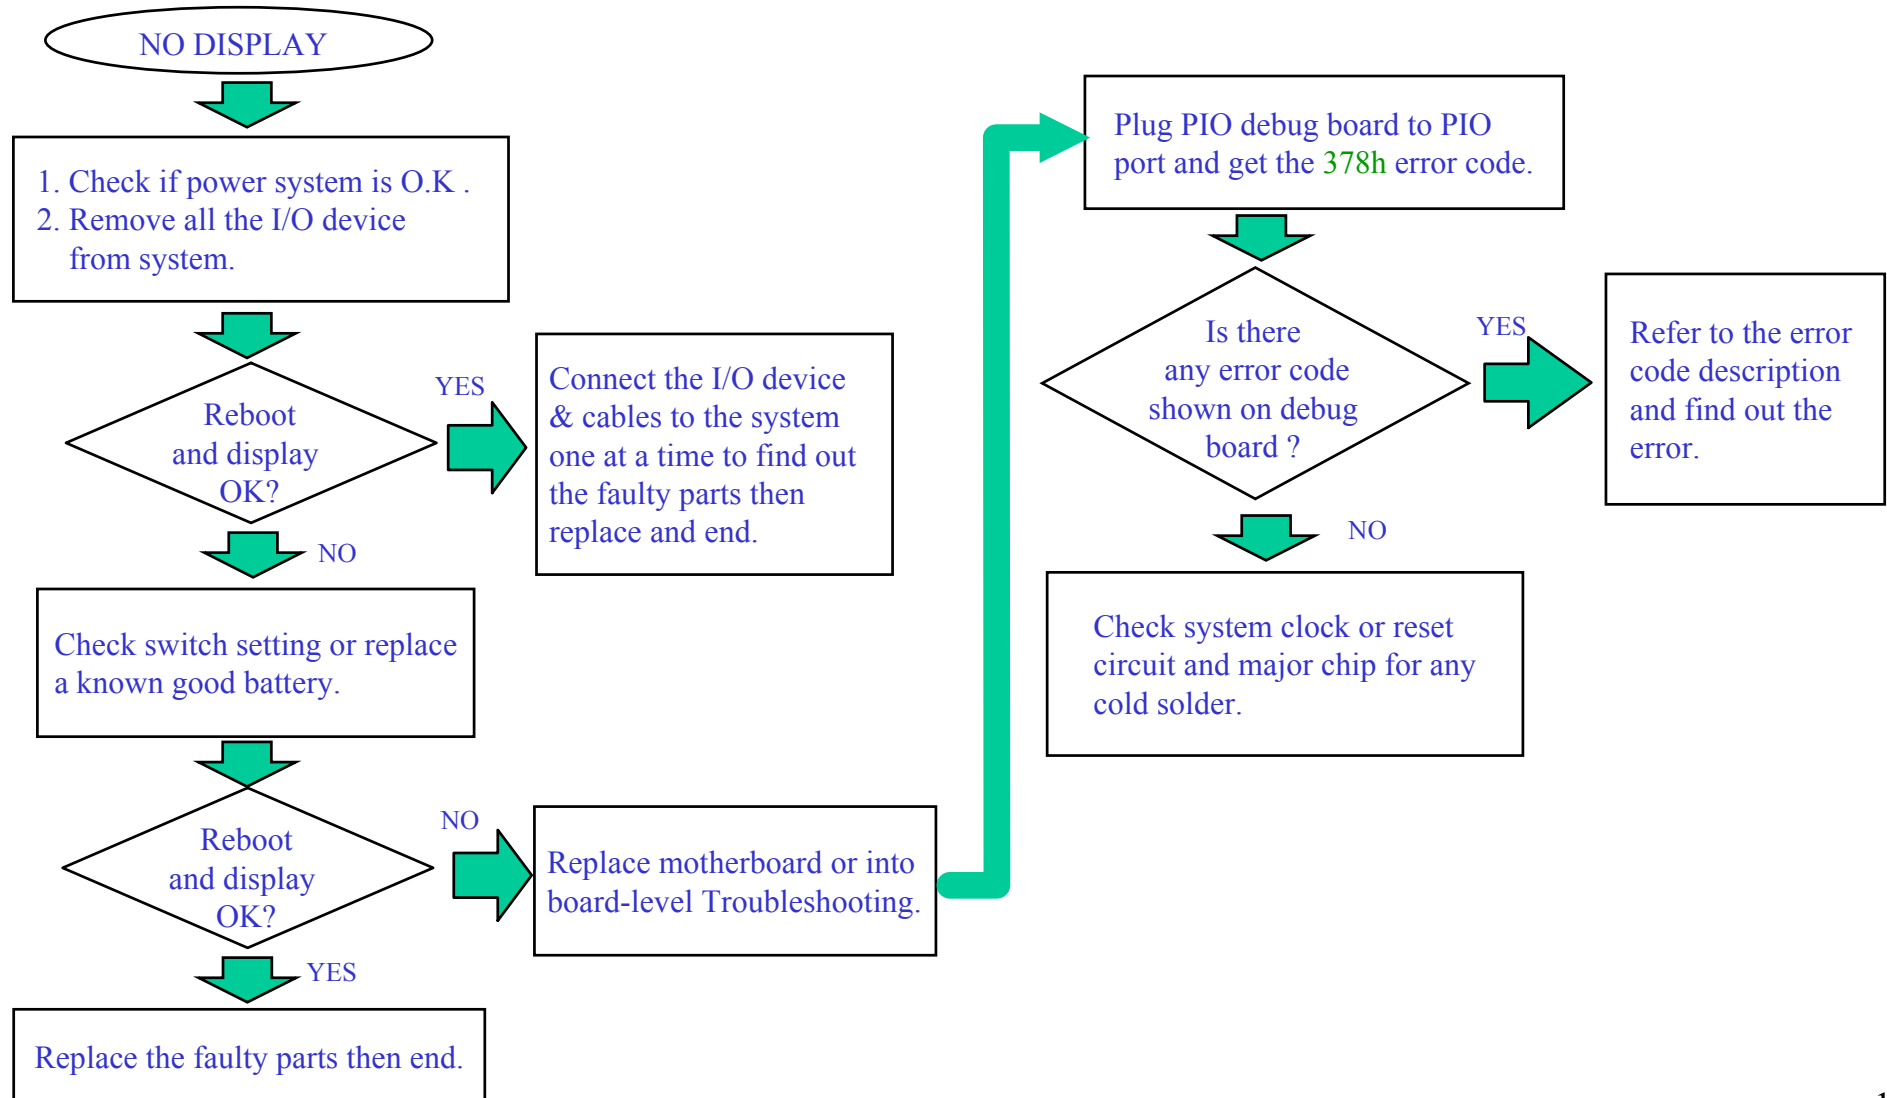 NO DISPLAY
1. Check if power system is O.K .
2. Remove all the I/O device
from system.
Reboot
and display
OK?
YES
Connect the I/O device
& cables to the system
one at a time to find out
the faulty parts then
replace and end.
NO
Check switch setting or replace
a known good battery.
Reboot
and display
OK?
NO
Replace motherboard or into
board-level Troubleshooting.
YES
Replace the faulty parts then end.
Plug PIO debug board to PIO
port and get the 378h error code.
Is there
any error code
shown on debug
board ?
YES
Refer to the error
code description
and find out the
error.
NO
Check system clock or reset
circuit and major chip for any
cold solder.